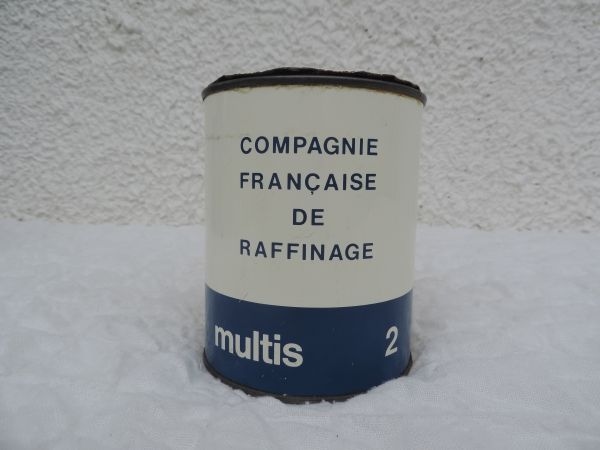 COMPAGNIE
FRANÇAISE
DE
RAFFINAGE
multis 2